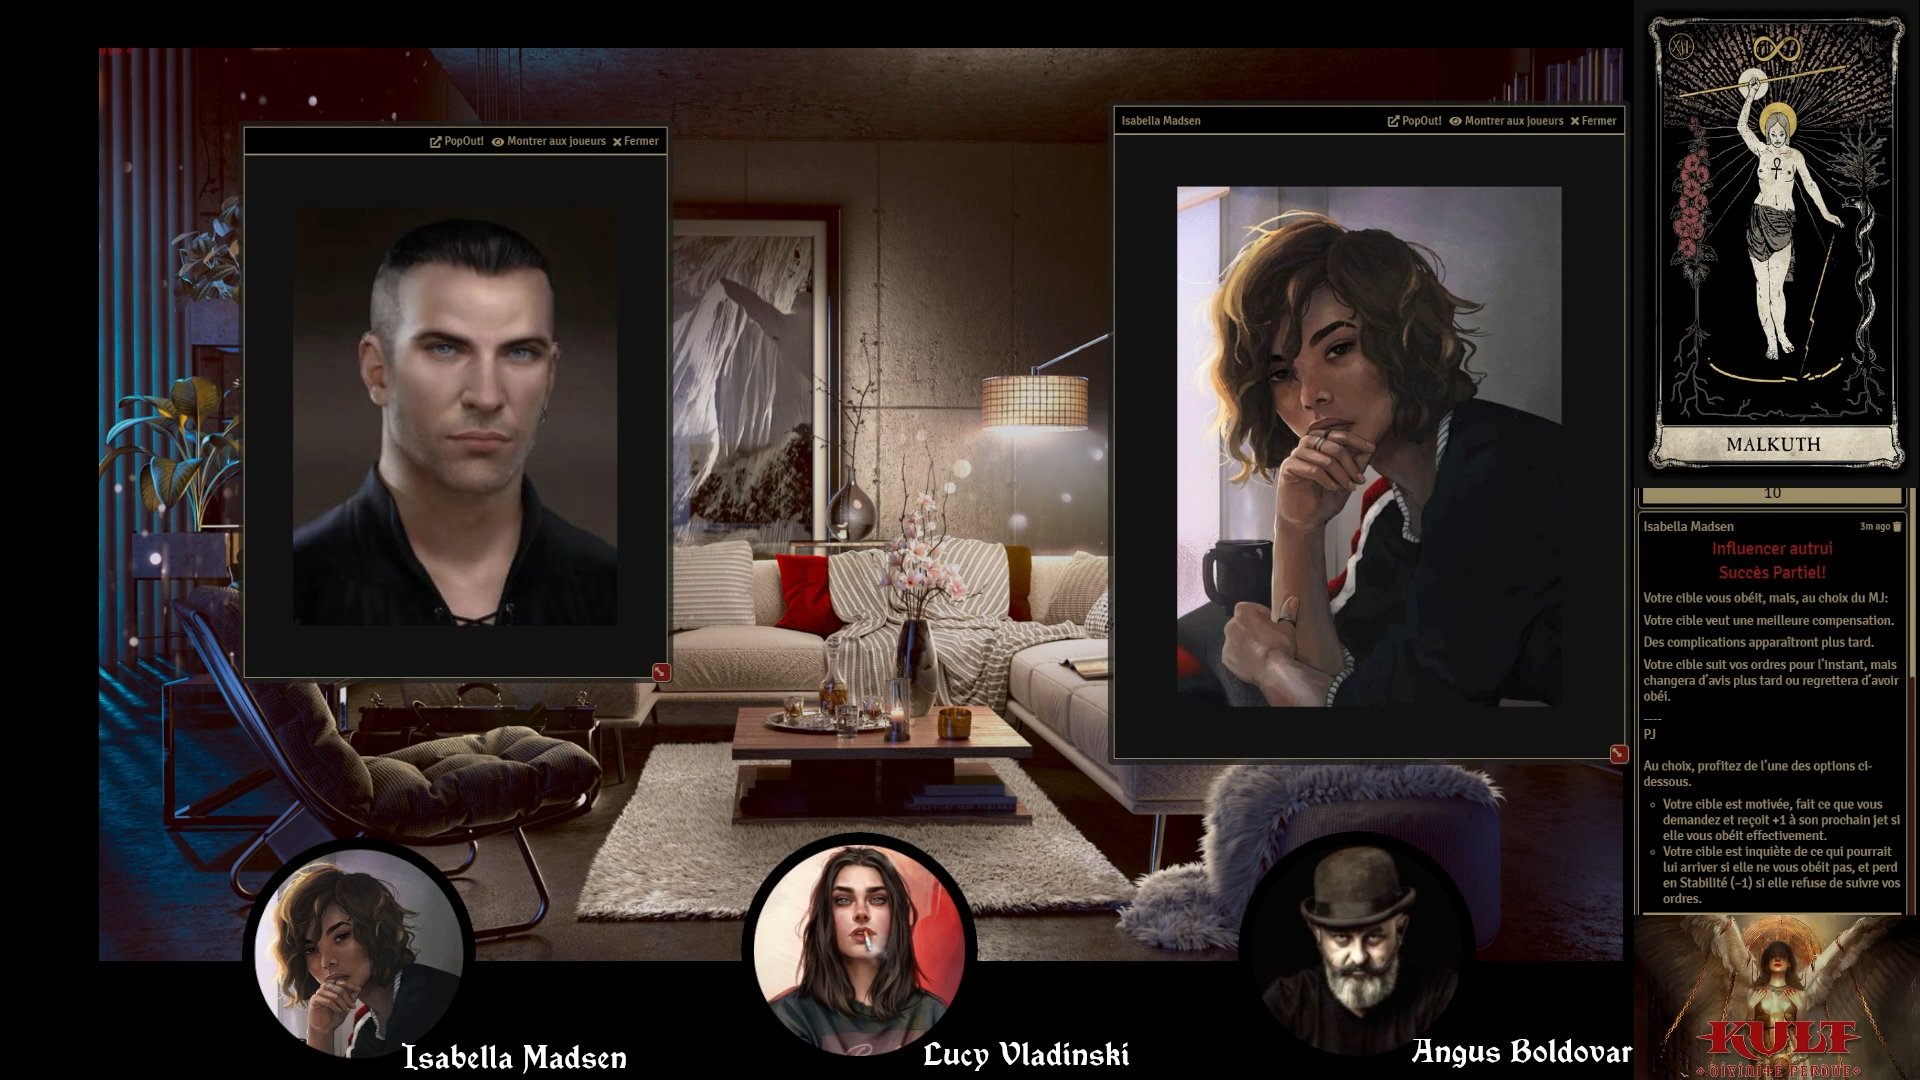 PopOut! Montrer aux joueurs Fermer
Isabella Madsen PopOut! Montrer aux joueurs Fermer
XVI
MALKUTH
10
Isabella Madsen 3m ago
Influencer autrui
Succès Partiel!
Votre cible vous obéit, mais, au choix du MJ:
Votre cible veut une meilleure compensation.
Des complications apparaîtront plus tard.
Votre cible suit vos ordres pour l'instant, mais
changera d'avis plus tard ou regrettera d'avoir
obéi.
----
PJ
Au choix, profitez de l'une des options ci-
dessous.
Votre cible est motivée, fait ce que vous
demandez et reçoit +1 à son prochain jet si
elle vous obéit effectivement.
Votre cible est inquiète de ce qui pourrait
lui arriver si elle ne vous obéit pas, et perd
en Stabilité (–1) si elle refuse de suivre vos
ordres.
Isabella Madsen
Lucy Vladinski
Angus Boldovar
KULT
DIVINITÉ PERDUE